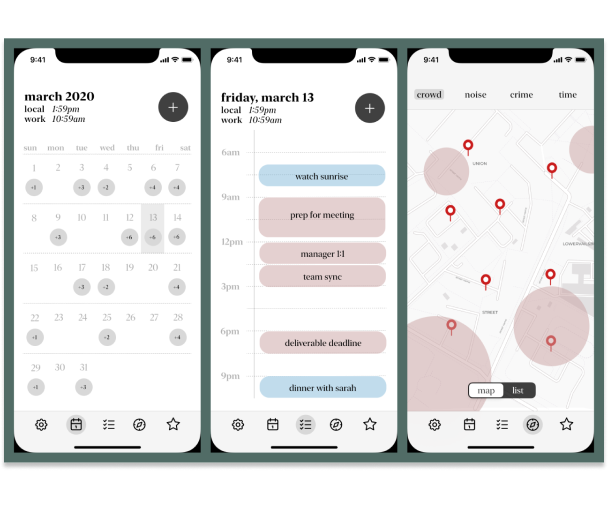 9:41
march 2020
local 1:59pm
work 10:59am
+
sun mon tue wed thu fri sat
1 2 3 4 5 6 7
+1 +3 +2 +4 +4
8 9 10 11 12 13 14
+3 +6 +6 +6
15 16 17 18 19 20 21
+3 +2 +4
22 23 24 25 26 27 28
+1 +2 +4
29 30 31
+1 +3
9:41
friday, march 13
local 1:59pm
work 10:59am
+
6am
watch sunrise
9am
prep for meeting
12pm
manager 1:1
team sync
3pm
6pm
deliverable deadline
9pm
dinner with sarah
9:41
crowd noise crime time
UNION
STREET
map list